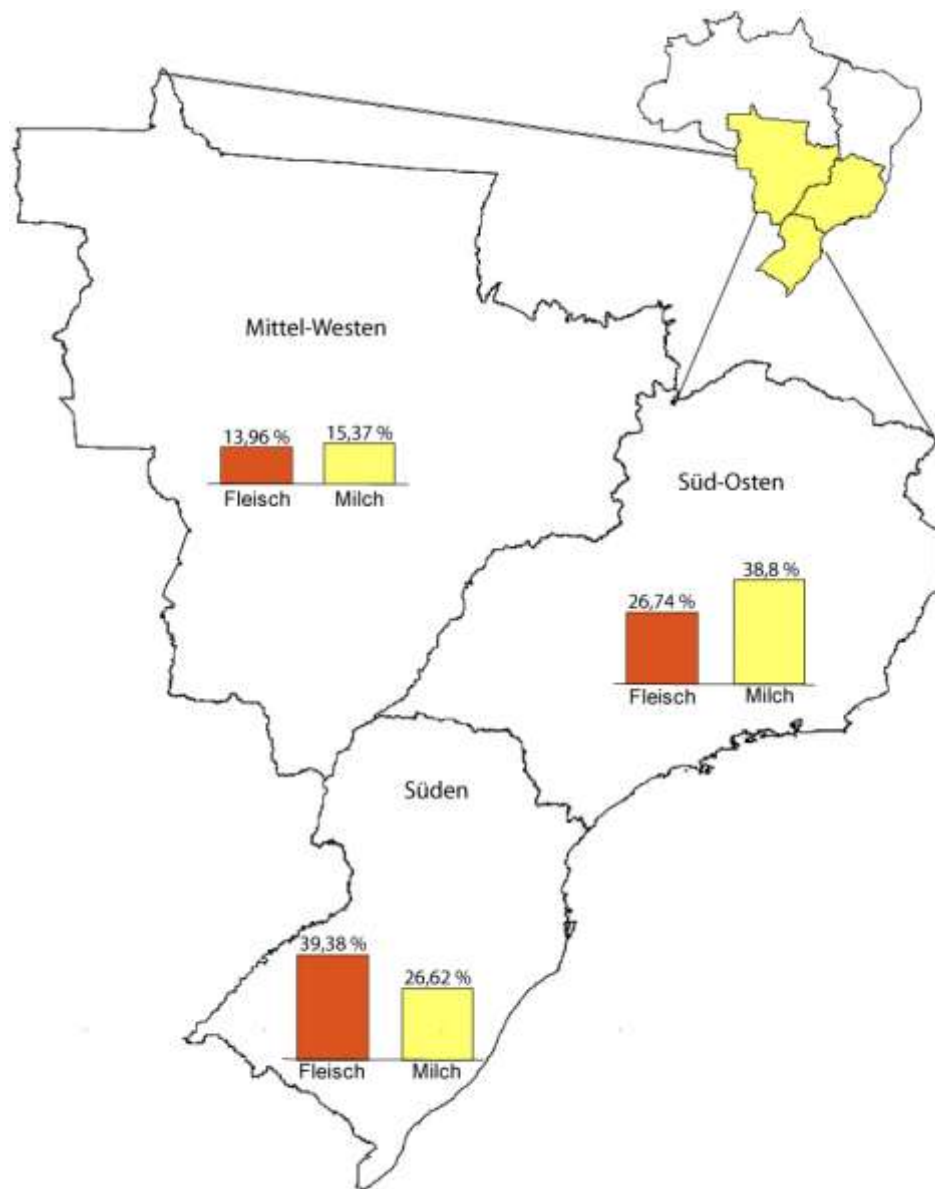 Mittel-Westen
13,96 % 15,37 %
Fleisch Milch
Süd-Osten
26,74 % 38,8 %
Fleisch Milch
Süden
39,38 % 26,62 %
Fleisch Milch